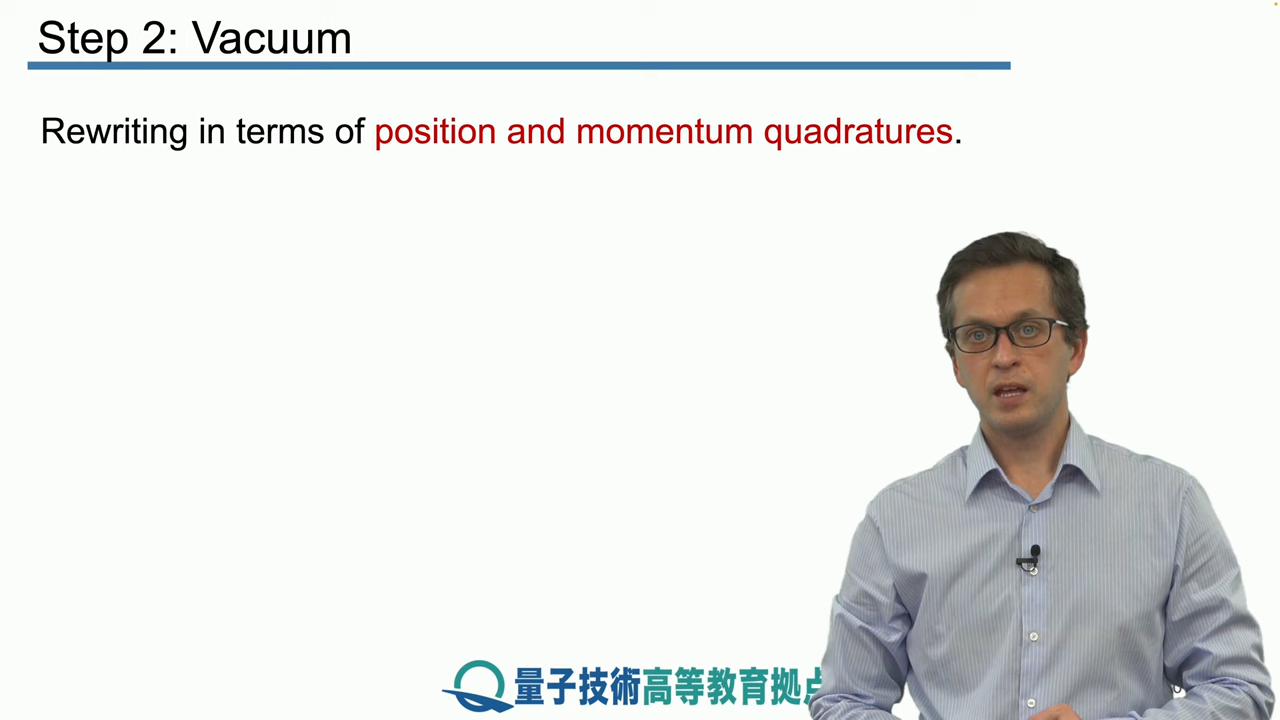 Step 2: Vacuum
Rewriting in terms of position and momentum quadratures.
量子技術高等教育拠点